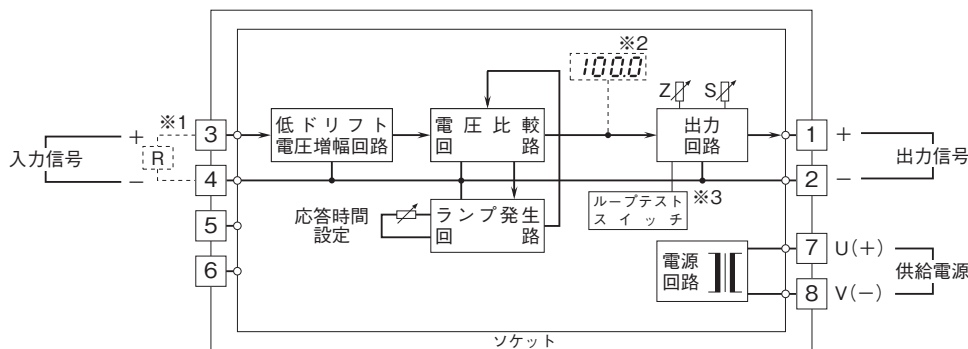 ※2
100.0
Z S
※1
3
+
R
入力信号
−
4
低ドリフト
電圧増幅回路
電圧比較
回路
出力
回路
1 +
出力信号
2 −
ループテスト
スイッチ
※3
5
応答時間
設定
ランプ発生
回路
6
電源
回路
7 U(+)
供給電源
8 V(−)
ソケット